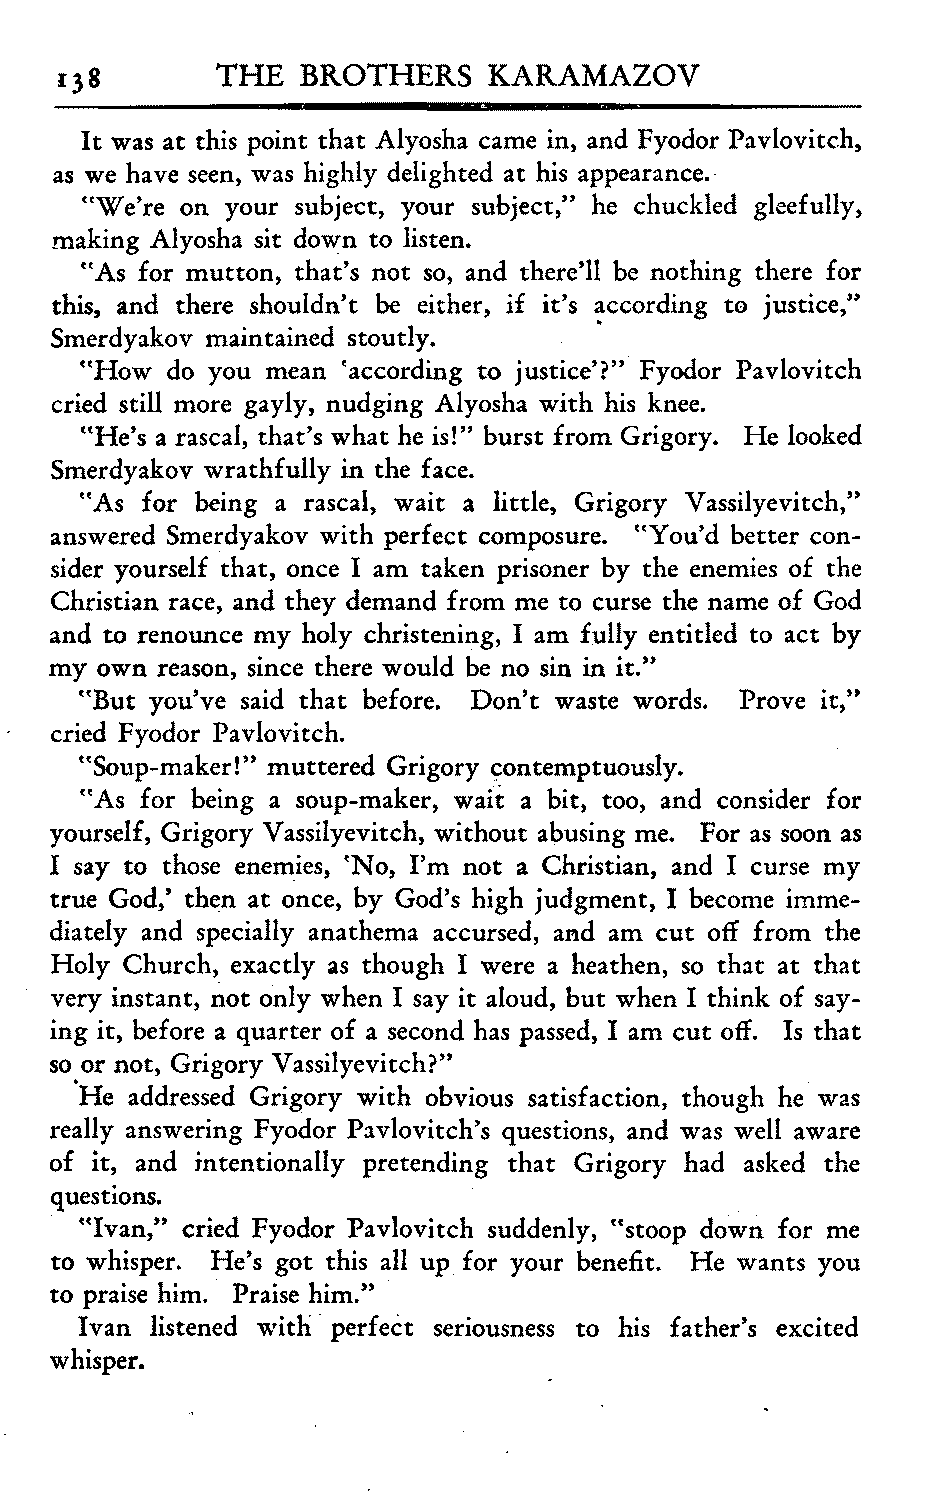 138 THE BROTHERS KARAMAZOV
It was at this point that Alyosha came in, and Fyodor Pavlovitch,
as we have seen, was highly delighted at his appearance.
"We're on your subject, your subject," he chuckled gleefully,
making Alyosha sit down to listen.
"As for mutton, that's not so, and there'll be nothing there for
this, and there shouldn't be either, if it's according to justice,"
Smerdyakov maintained stoutly.
"How do you mean 'according to justice'?" Fyodor Pavlovitch
cried still more gayly, nudging Alyosha with his knee.
"He's a rascal, that's what he is!" burst from Grigory. He looked
Smerdyakov wrathfully in the face.
"As for being a rascal, wait a little, Grigory Vassilyevitch,"
answered Smerdyakov with perfect composure. "You'd better con-
sider yourself that, once I am taken prisoner by the enemies of the
Christian race, and they demand from me to curse the name of God
and to renounce my holy christening, I am fully entitled to act by
my own reason, since there would be no sin in it."
"But you've said that before. Don't waste words. Prove it,"
cried Fyodor Pavlovitch.
"Soup-maker!" muttered Grigory contemptuously.
"As for being a soup-maker, wait a bit, too, and consider for
yourself, Grigory Vassilyevitch, without abusing me. For as soon as
I say to those enemies, 'No, I'm not a Christian, and I curse my
true God,' then at once, by God's high judgment, I become imme-
diately and specially anathema accursed, and am cut off from the
Holy Church, exactly as though I were a heathen, so that at that
very instant, not only when I say it aloud, but when I think of say-
ing it, before a quarter of a second has passed, I am cut off. Is that
so or not, Grigory Vassilyevitch?"
He addressed Grigory with obvious satisfaction, though he was
really answering Fyodor Pavlovitch's questions, and was well aware
of it, and intentionally pretending that Grigory had asked the
questions.
"Ivan," cried Fyodor Pavlovitch suddenly, "stoop down for me
to whisper. He's got this all up for your benefit. He wants you
to praise him. Praise him."
Ivan listened with perfect seriousness to his father's excited
whisper.